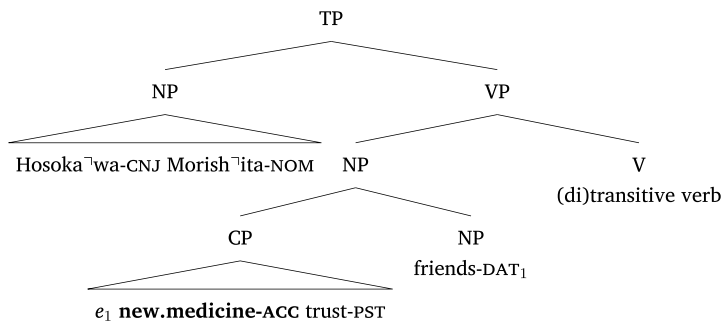 TP
NP VP
Hosoka˺wa-CNJ Morish˺ita-NOM NP V
(di)transitive verb
CP NP
friends-DAT₁
e₁ new.medicine-ACC trust-PST